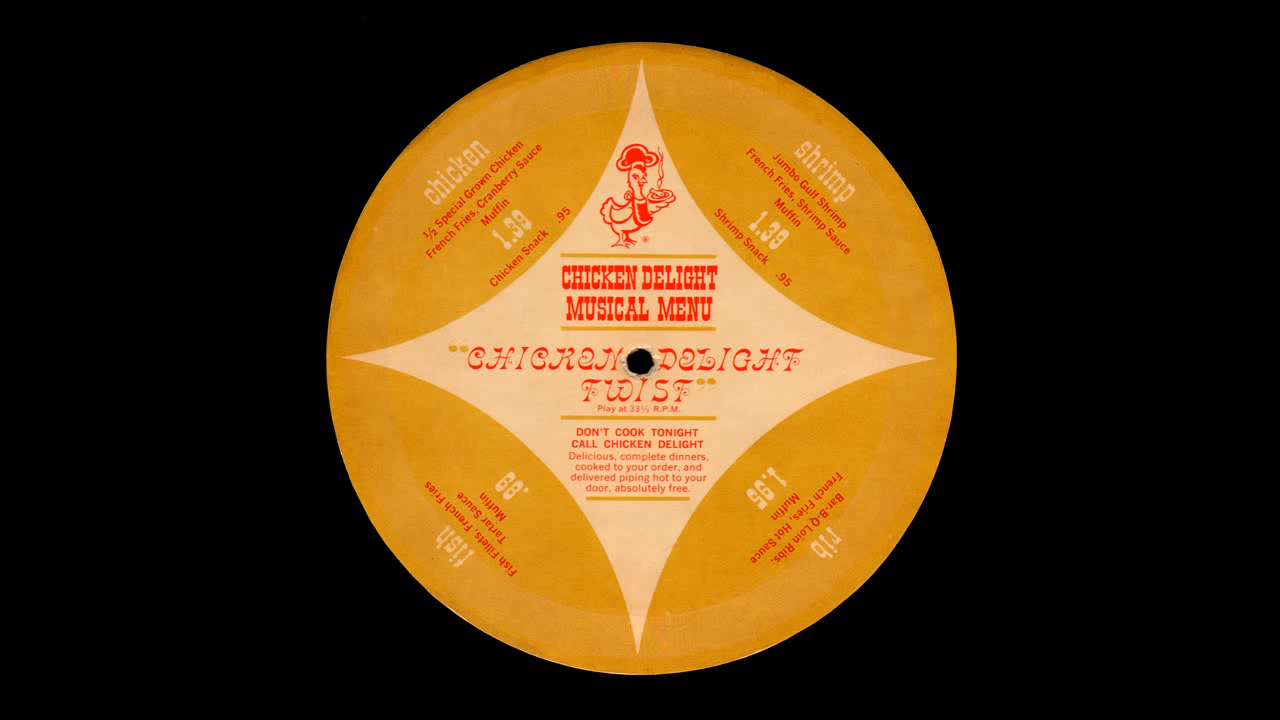 chicken
½ Special Grown Chicken
French Fries, Cranberry Sauce
Muffin
1.39
Chicken Snack .95
shrimp
Jumbo Gulf Shrimp
French Fries, Shrimp Sauce
Muffin
1.39
Shrimp Snack .95
®
CHICKEN DELIGHT
MUSICAL MENU
"CHICKEN DELIGHT
TWIST"
Play at 33⅓ R.P.M.
DON'T COOK TONIGHT
CALL CHICKEN DELIGHT
Delicious, complete dinners,
cooked to your order, and
delivered piping hot to your
door, absolutely free.
fish
Fish Fillets, French Fries
Tartar Sauce
Muffin
.89
rib
Bar-B-Q Loin Ribs,
French Fries, Hot Sauce
Muffin
1.95